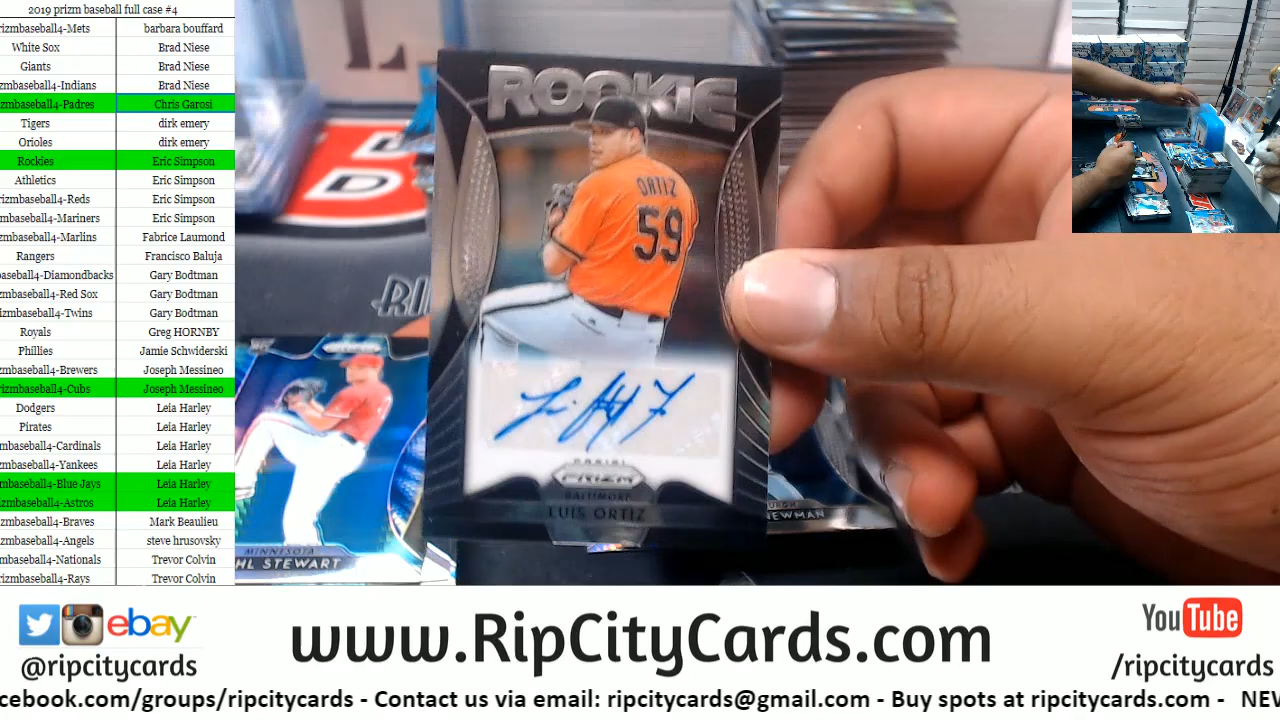 2019 prizm baseball full case #4
rizmbaseball4-Mets barbara bouffard
White Sox Brad Niese
Giants Brad Niese
zmbaseball4-Indians Brad Niese
zmbaseball4-Padres Chris Garosi
Tigers dirk emery
Orioles dirk emery
Rockies Eric Simpson
Athletics Eric Simpson
rizmbaseball4-Reds Eric Simpson
mbaseball4-Mariners Eric Simpson
zmbaseball4-Marlins Fabrice Laumond
Rangers Francisco Baluja
baseball4-Diamondbacks Gary Bodtman
mbaseball4-Red Sox Gary Bodtman
izmbaseball4-Twins Gary Bodtman
Royals Greg HORNBY
Phillies Jamie Schwiderski
mbaseball4-Brewers Joseph Messineo
rizmbaseball4-Cubs Joseph Messineo
Dodgers Leia Harley
Pirates Leia Harley
mbaseball4-Cardinals Leia Harley
mbaseball4-Yankees Leia Harley
mbaseball4-Blue Jays Leia Harley
izmbaseball4-Astros Leia Harley
zmbaseball4-Braves Mark Beaulieu
zmbaseball4-Angels steve hrusovsky
mbaseball4-Nationals Trevor Colvin
izmbaseball4-Rays Trevor Colvin
ROOKIE
ORTIZ
59
PANINI
PRIZM
BALTIMORE
LUIS ORTIZ
PRIZM
MINNESOTA
HL STEWART
NEWMAN
ebay
@ripcitycards
www.RipCityCards.com
YouTube
/ripcitycards
cebook.com/groups/ripcitycards - Contact us via email: ripcitycards@gmail.com - Buy spots at ripcitycards.com - NEW